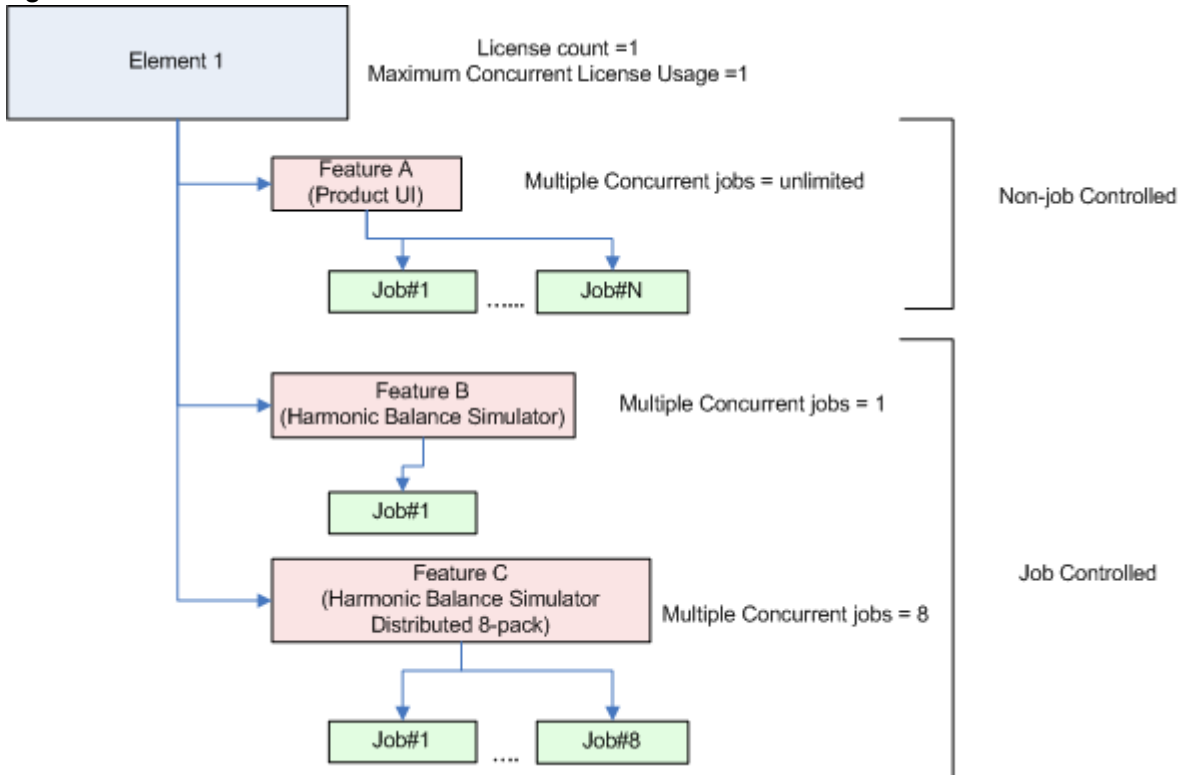 Element 1
License count =1
Maximum Concurrent License Usage =1
Feature A
(Product UI)
Multiple Concurrent jobs = unlimited
Non-job Controlled
Job#1
......
Job#N
Feature B
(Harmonic Balance Simulator)
Multiple Concurrent jobs = 1
Job#1
Feature C
(Harmonic Balance Simulator
Distributed 8-pack)
Multiple Concurrent jobs = 8
Job Controlled
Job#1
....
Job#8